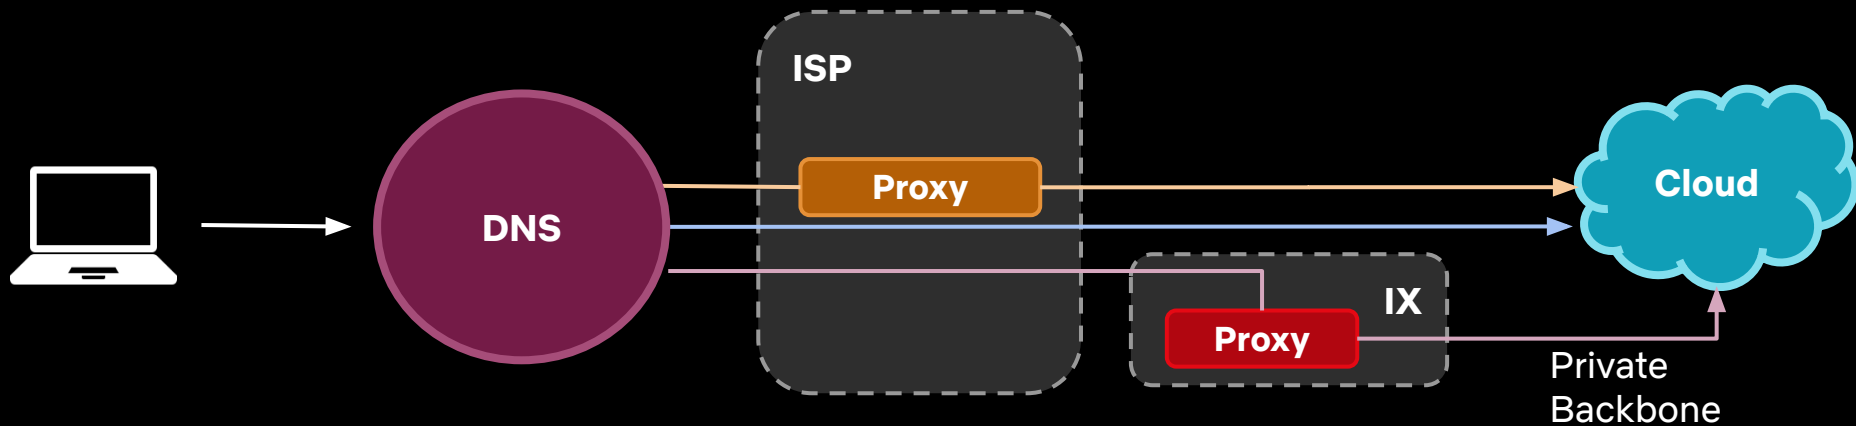 ISP
DNS
Proxy
Cloud
IX
Proxy
Private
Backbone